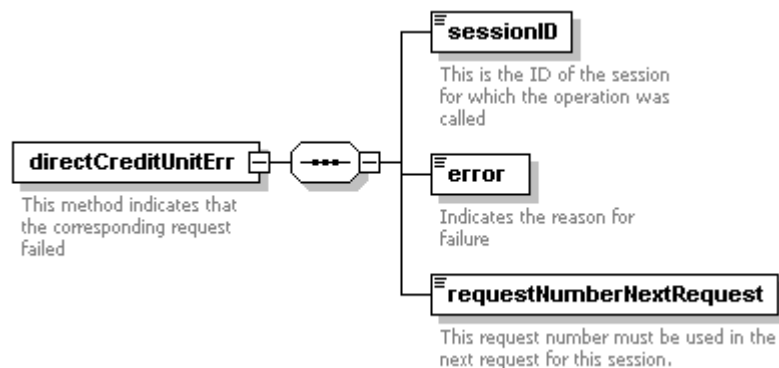 sessionID
This is the ID of the session
for which the operation was
called
directCreditUnitErr
This method indicates that
the corresponding request
failed
error
Indicates the reason for
failure
requestNumberNextRequest
This request number must be used in the
next request for this session.